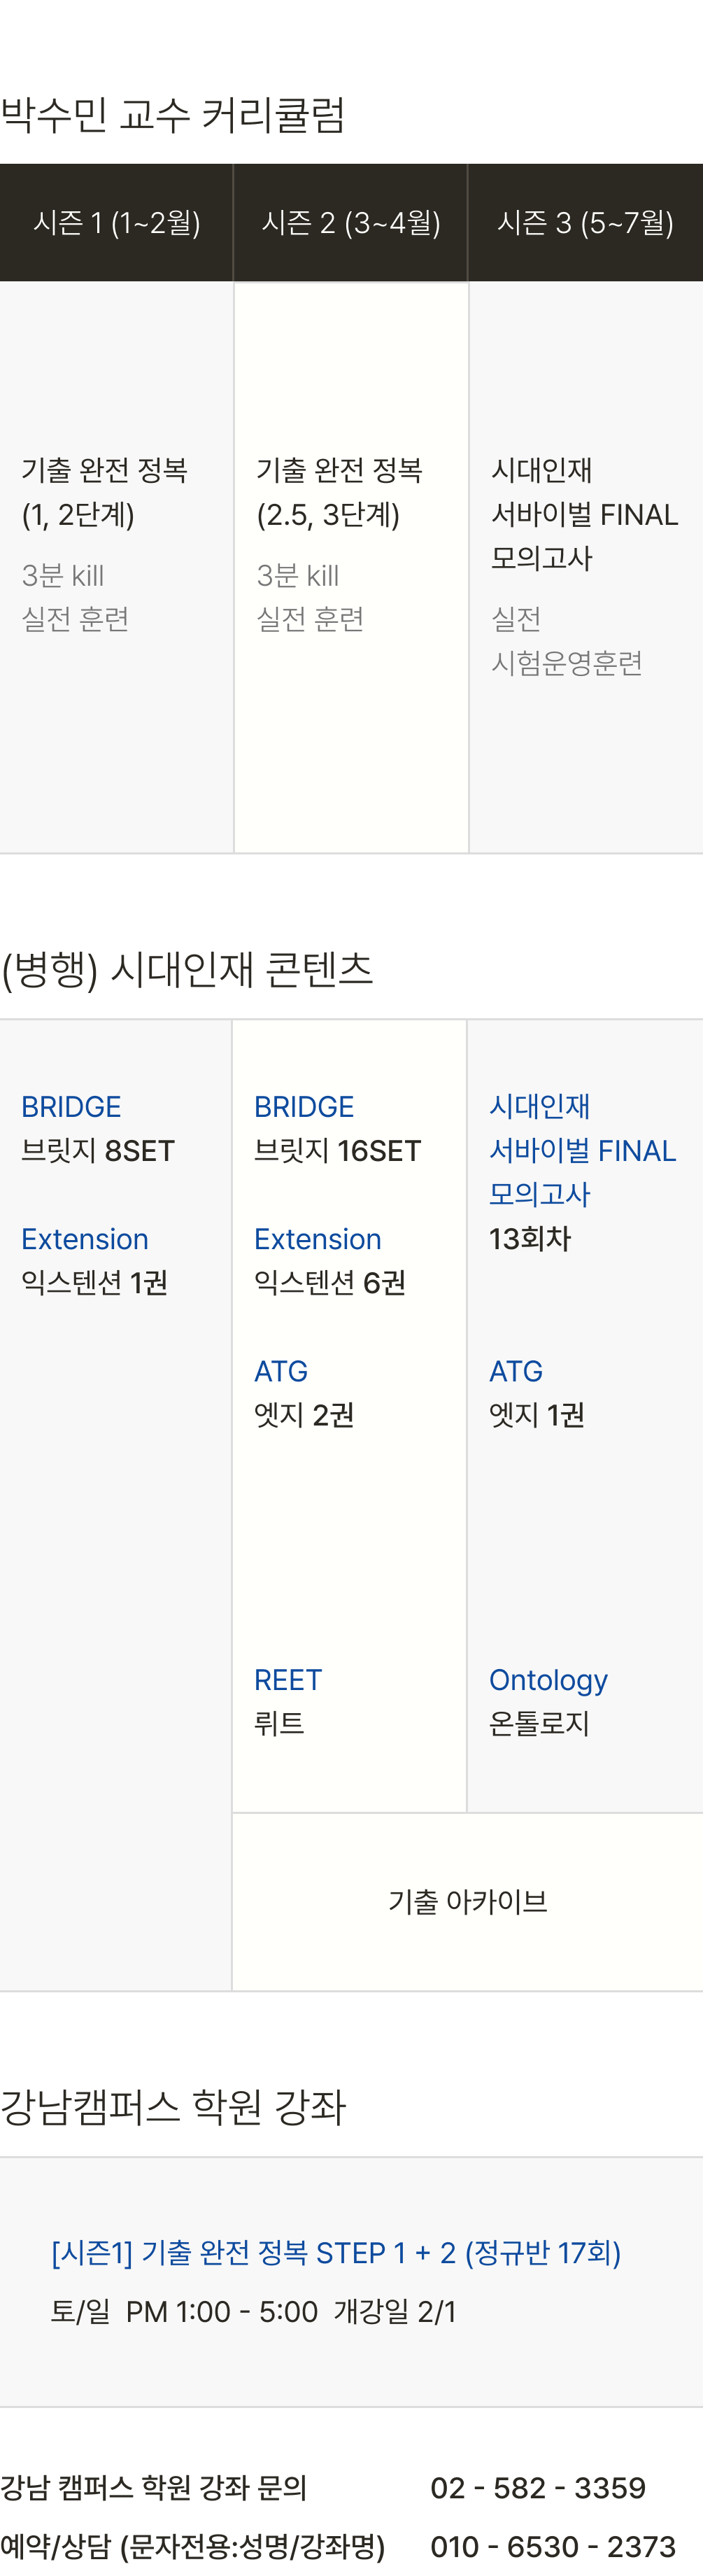 박수민 교수 커리큘럼
시즌 1 (1~2월)
시즌 2 (3~4월)
시즌 3 (5~7월)
기출 완전 정복
(1, 2단계)
3분 kill
실전 훈련
기출 완전 정복
(2.5, 3단계)
3분 kill
실전 훈련
시대인재
서바이벌 FINAL
모의고사
실전
시험운영훈련
(병행) 시대인재 콘텐츠
BRIDGE
브릿지 8SET
Extension
익스텐션 1권
BRIDGE
브릿지 16SET
Extension
익스텐션 6권
ATG
엣지 2권
REET
뤼트
시대인재
서바이벌 FINAL
모의고사
13회차
ATG
엣지 1권
Ontology
온톨로지
기출 아카이브
강남캠퍼스 학원 강좌
[시즌1] 기출 완전 정복 STEP 1 + 2 (정규반 17회)
토/일 PM 1:00 - 5:00 개강일 2/1
강남 캠퍼스 학원 강좌 문의 02 - 582 - 3359
예약/상담 (문자전용:성명/강좌명) 010 - 6530 - 2373